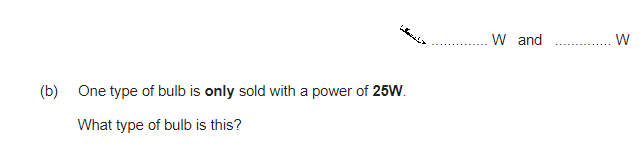 .............. W and .............. W
(b) One type of bulb is only sold with a power of 25W.
What type of bulb is this?